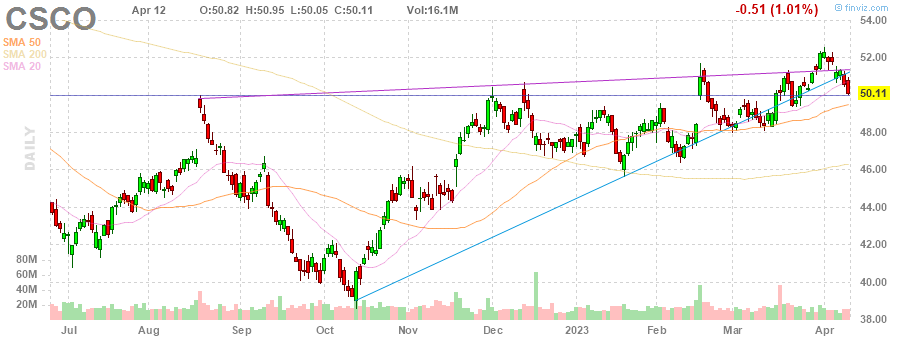 CSCO
Apr 12 O:50.82 H:50.95 L:50.05 C:50.11 Vol:16.1M -0.51 (1.01%) finviz.com
SMA 50
SMA 200
SMA 20
DAILY
54.00
52.00
50.11
48.00
46.00
44.00
42.00
40.00
38.00
80M
60M
40M
20M
Jul Aug Sep Oct Nov Dec 2023 Feb Mar Apr